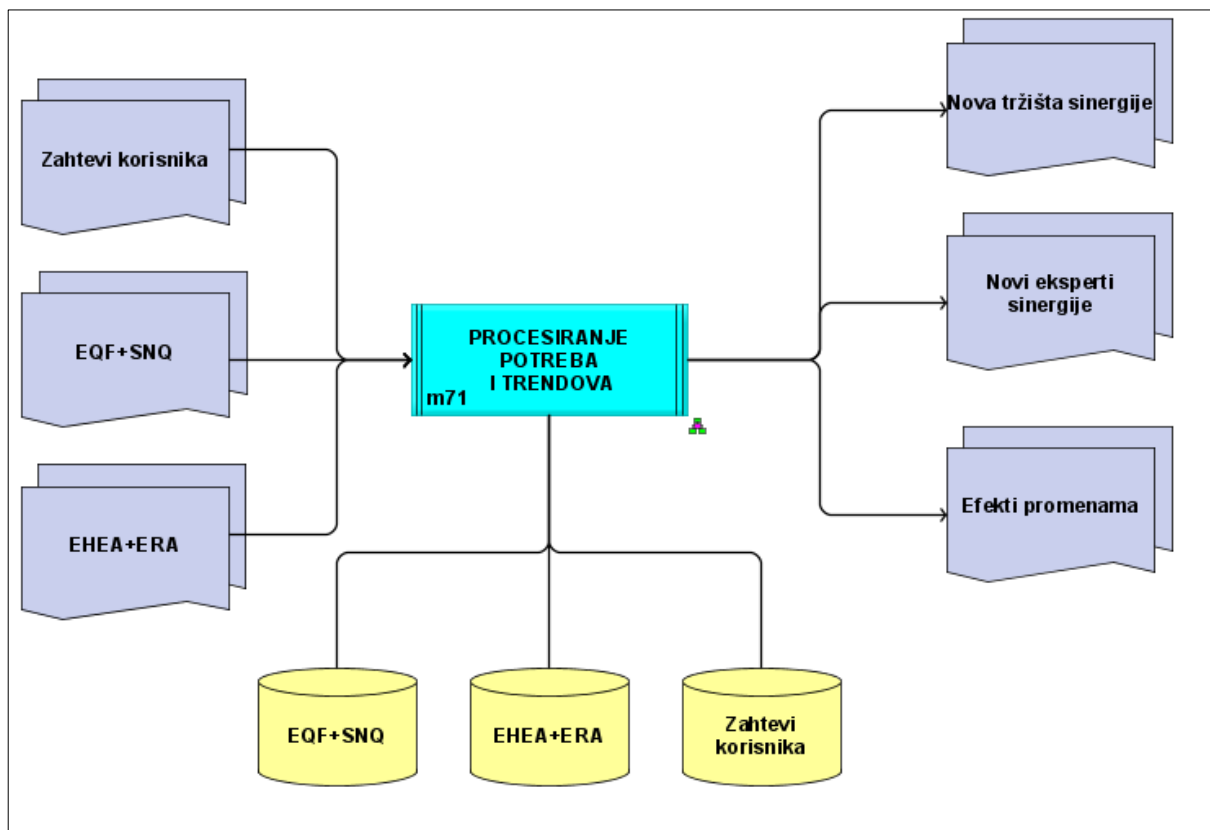 Zahtevi korisnika
EQF+SNQ
EHEA+ERA
PROCESIRANJE
POTREBA
I TRENDOVA
m71
Nova tržišta sinergije
Novi eksperti
sinergije
Efekti promenama
EQF+SNQ
EHEA+ERA
Zahtevi
korisnika